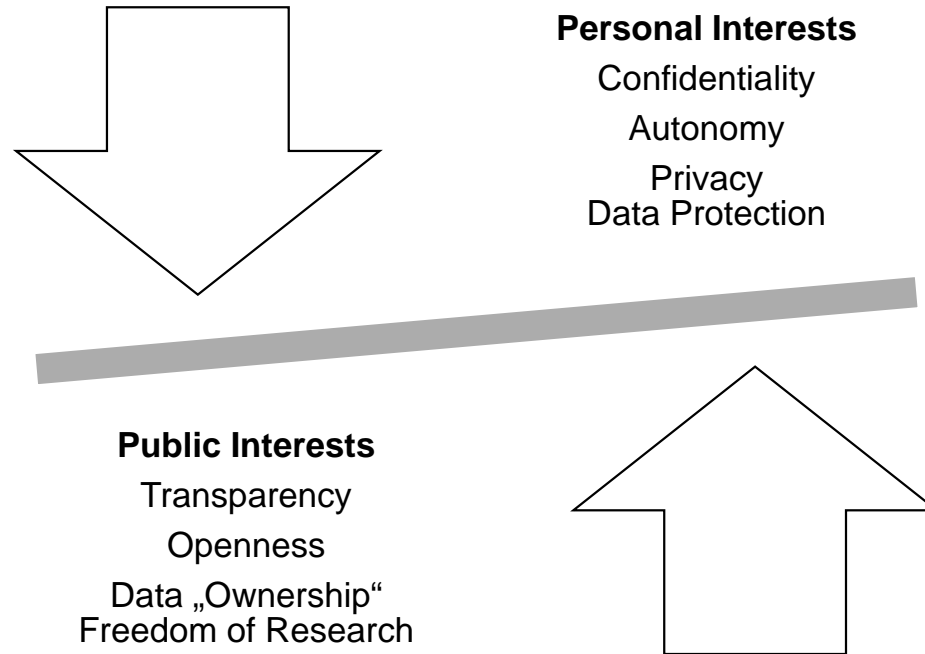 Personal Interests
Confidentiality
Autonomy
Privacy
Data Protection
Public Interests
Transparency
Openness
Data „Ownership“
Freedom of Research